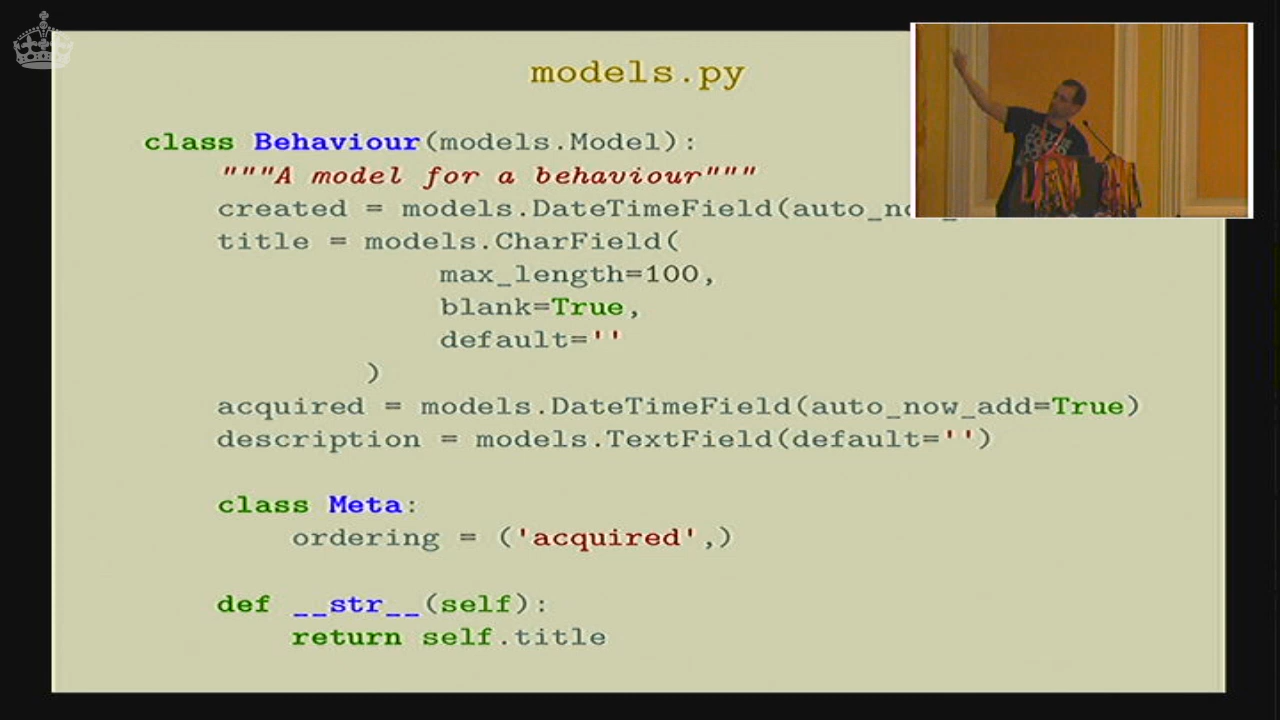 models.py
class Behaviour(models.Model):
"""A model for a behaviour"""
created = models.DateTimeField(auto_no
title = models.CharField(
max_length=100,
blank=True,
default=''
)
acquired = models.DateTimeField(auto_now_add=True)
description = models.TextField(default='')
class Meta:
ordering = ('acquired',)
def __str__(self):
return self.title